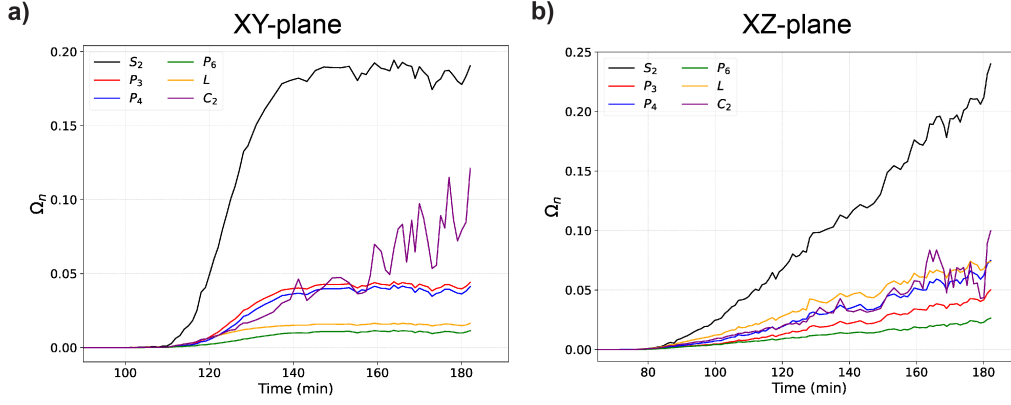 a)
XY-plane
0.20
0.15
0.10
0.05
0.00
Ωn
S2
P3
P4
P6
L
C2
100
120
140
160
180
Time (min)
b)
XZ-plane
0.25
0.20
0.15
0.10
0.05
0.00
Ωn
S2
P3
P4
P6
L
C2
80
100
120
140
160
180
Time (min)